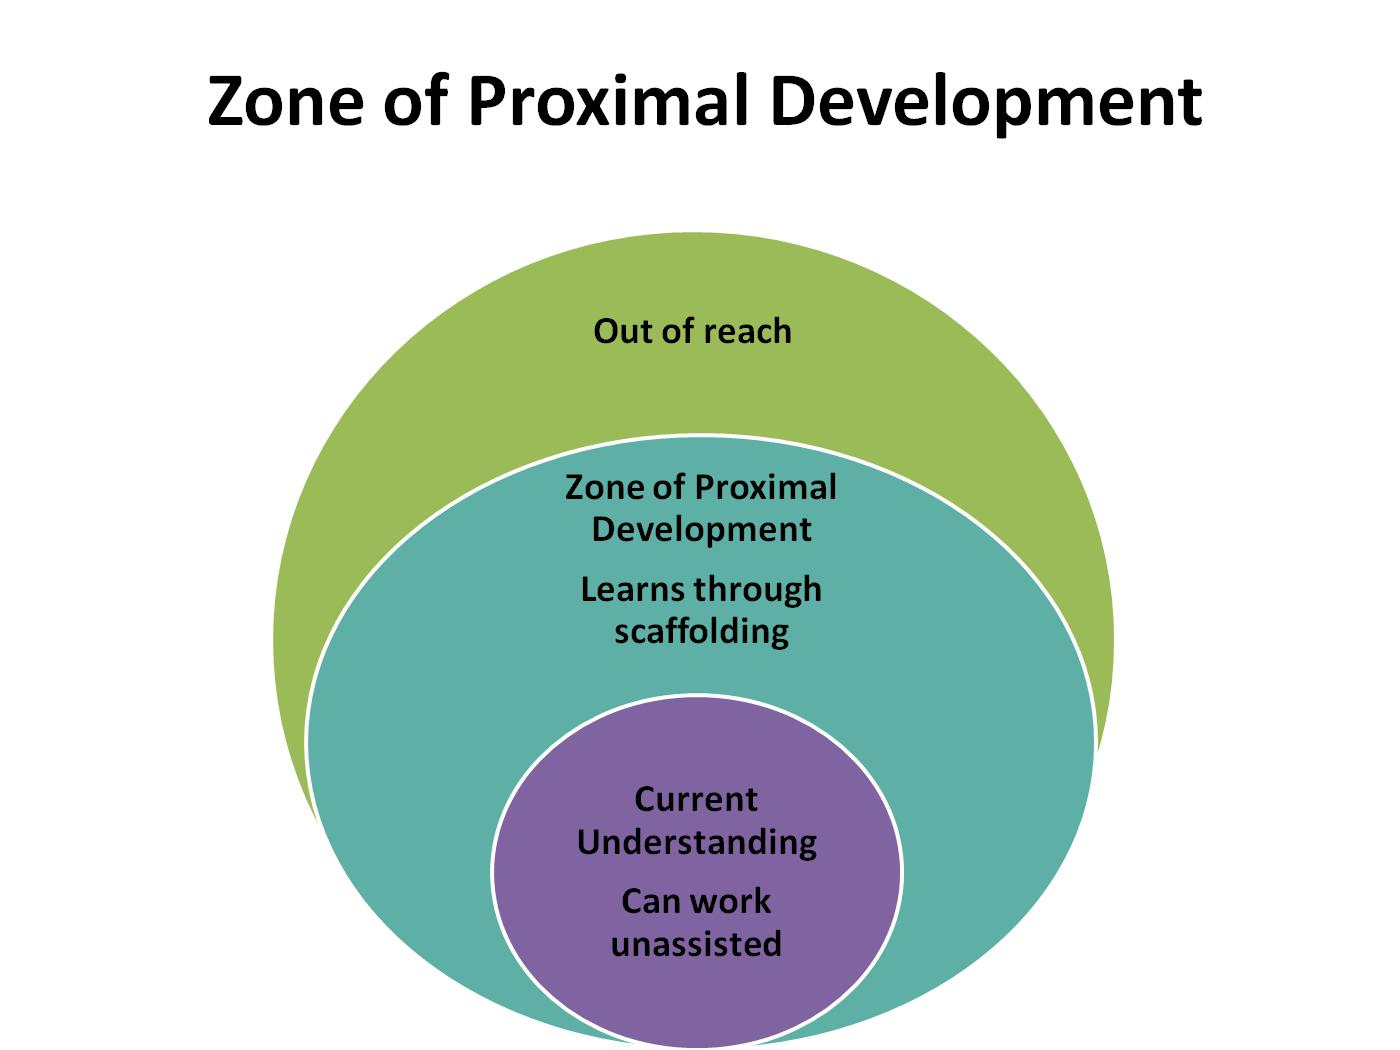 Zone of Proximal Development
Out of reach
Zone of Proximal
Development
Learns through
scaffolding
Current
Understanding
Can work
unassisted